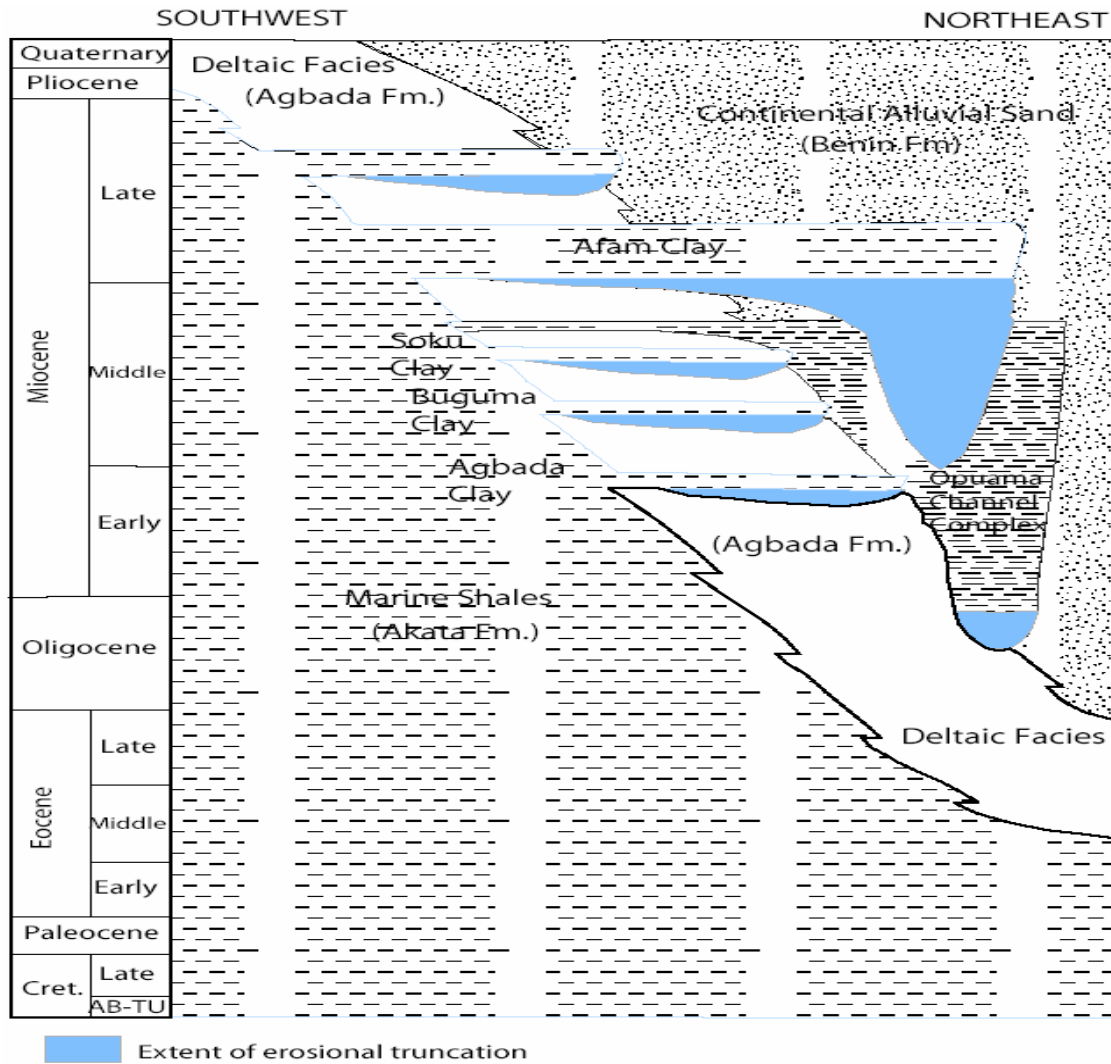 SOUTHWEST
NORTHEAST
Quaternary
Pliocene
Miocene
Late
Middle
Early
Oligocene
Eocene
Late
Middle
Early
Paleocene
Cret.
Late
AB-TU
Deltaic Facies
(Agbada Fm.)
Continental Alluvial Sand
(Benin Fm)
Afam Clay
Soku
Clay
Buguma
Clay
Agbada
Clay
Opuama
Channel
Complex
(Agbada Fm.)
Marine Shales
(Akata Fm.)
Deltaic Facies
Extent of erosional truncation